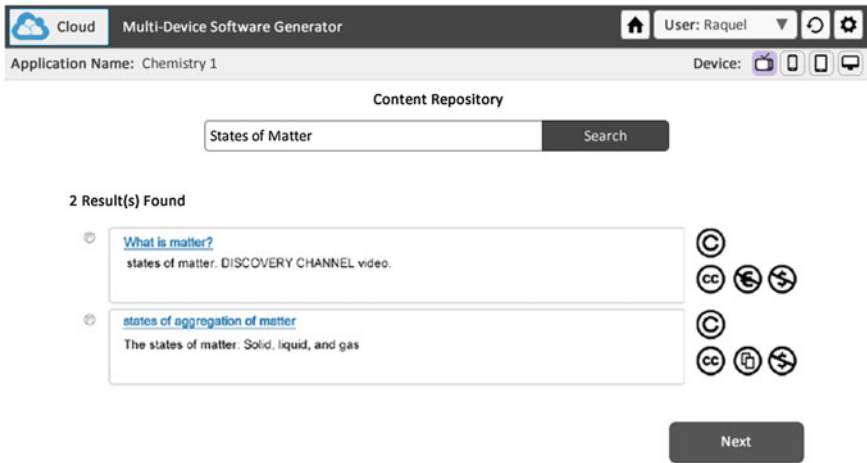 Cloud Multi-Device Software Generator User: Raquel
Application Name: Chemistry 1 Device:
Content Repository
States of Matter Search
2 Result(s) Found
What is matter?
states of matter. DISCOVERY CHANNEL video.
states of aggregation of matter
The states of matter: Solid, liquid, and gas
Next